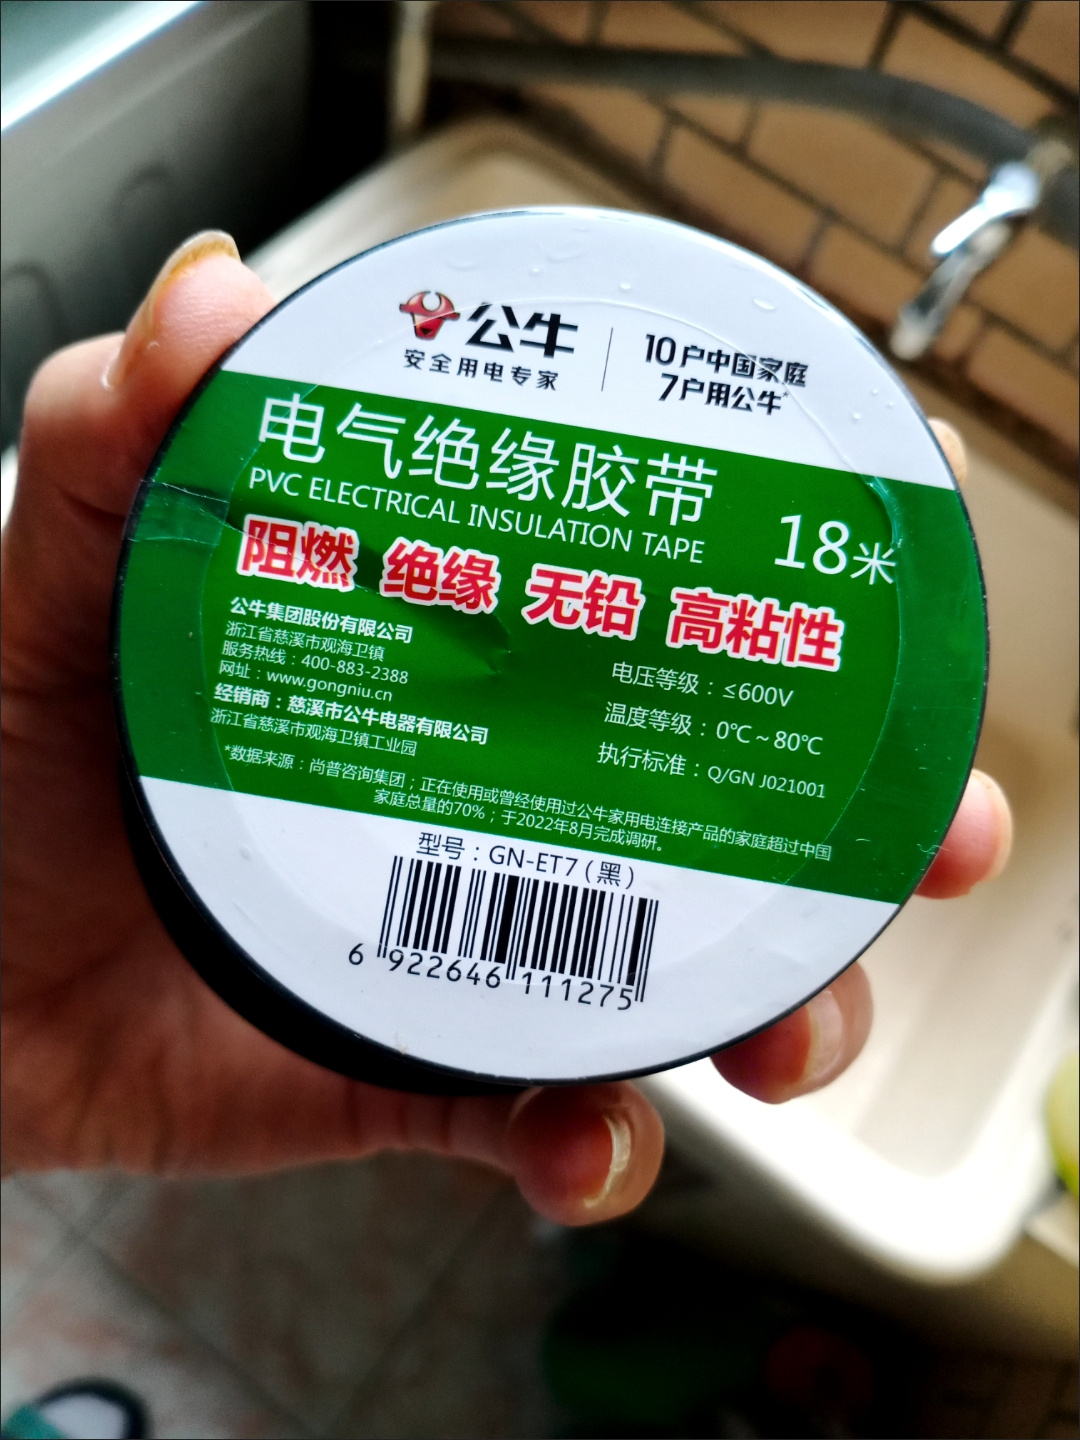 公牛
安全用电专家
10户中国家庭
7户用公牛*
电气绝缘胶带
PVC ELECTRICAL INSULATION TAPE
18米
阻燃 绝缘 无铅 高粘性
公牛集团股份有限公司
浙江省慈溪市观海卫镇
服务热线：400-883-2388
网址：www.gongniu.cn
经销商：慈溪市公牛电器有限公司
浙江省慈溪市观海卫镇工业园
电压等级：≤600V
温度等级：0℃～80℃
执行标准：Q/GN J021001
*数据来源：尚普咨询集团；正在使用或曾经使用过公牛家用电连接产品的家庭超过中国
家庭总量的70%；于2022年8月完成调研。
型号：GN-ET7（黑）
6 922646 111275